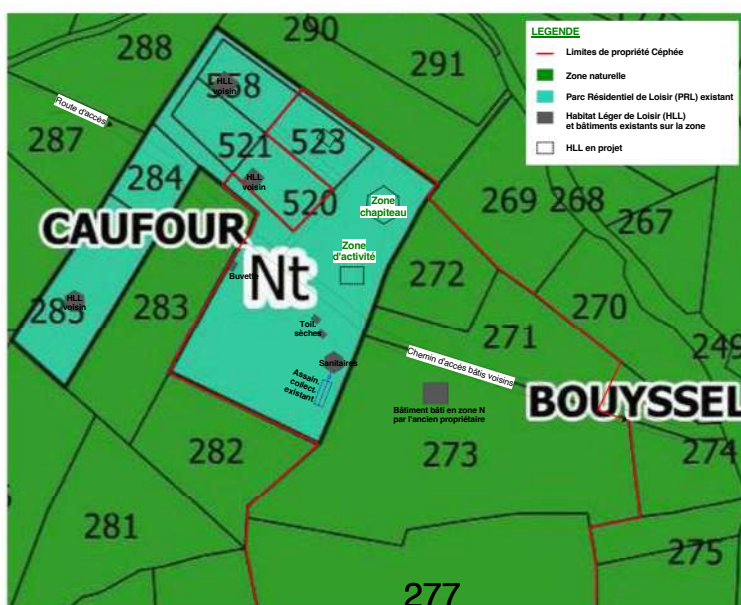 288
290
291
LEGENDE
Limites de propriété Céphée
Zone naturelle
Parc Résidentiel de Loisir (PRL) existant
Habitat Léger de Loisir (HLL)
et bâtiments existants sur la zone
HLL en projet
HLL
voisin
558
Route d'accès
287
284
521
523
HLL
voisin
520
Zone
chapiteau
269
268
267
CAUFOUR
Nt
Zone
d'activité
Buvette
272
270
HLL
voisin
285
283
271
249
Toil.
sèches
Sanitaires
Assain.
collect.
existant
Chemin d'accès bâtis voisins
Bâtiment bâti en zone N
par l'ancien propriétaire
BOUYSSEL
282
273
274
281
275
277